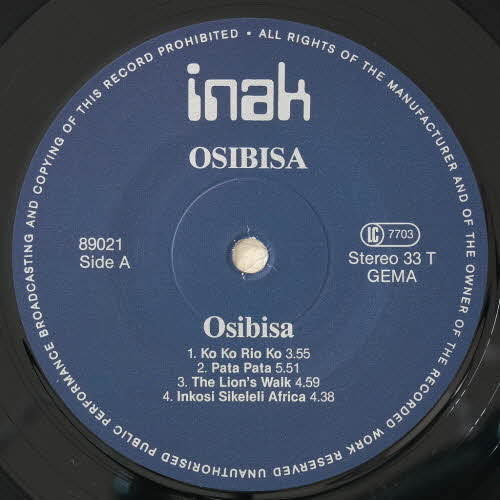 PERFORMANCE BROADCASTING AND COPYING OF THIS RECORD PROHIBITED • ALL RIGHTS OF THE MANUFACTURER AND OF THE OWNER OF THE RECORDED WORK RESERVED UNAUTHORISED PUBLIC
inak
OSIBISA
89021
Side A
LC 7703
Stereo 33 T
GEMA
Osibisa
1. Ko Ko Rio Ko 3.55
2. Pata Pata 5.51
3. The Lion's Walk 4.59
4. Inkosi Sikeleli Africa 4.38